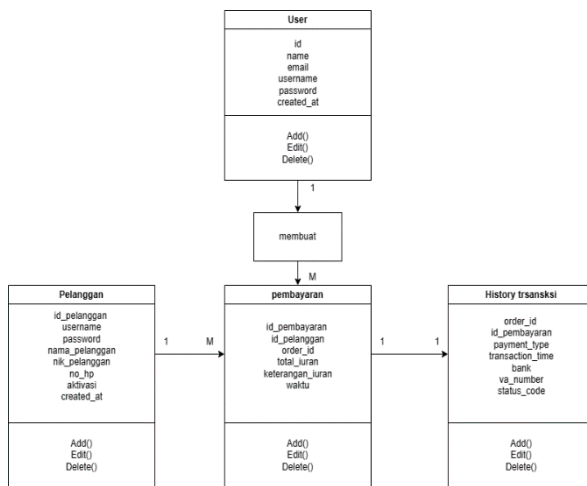 User
id
name
email
username
password
created_at
Add()
Edit()
Delete()
1
membuat
M
Pelanggan
id_pelanggan
username
password
nama_pelanggan
nik_pelanggan
no_hp
aktivasi
created_at
Add()
Edit()
Delete()
1
M
pembayaran
id_pembayaran
id_pelanggan
order_id
total_iuran
keterangan_iuran
waktu
Add()
Edit()
Delete()
1
1
History trsansksi
order_id
id_pembayaran
payment_type
transaction_time
bank
va_number
status_code
Add()
Edit()
Delete()